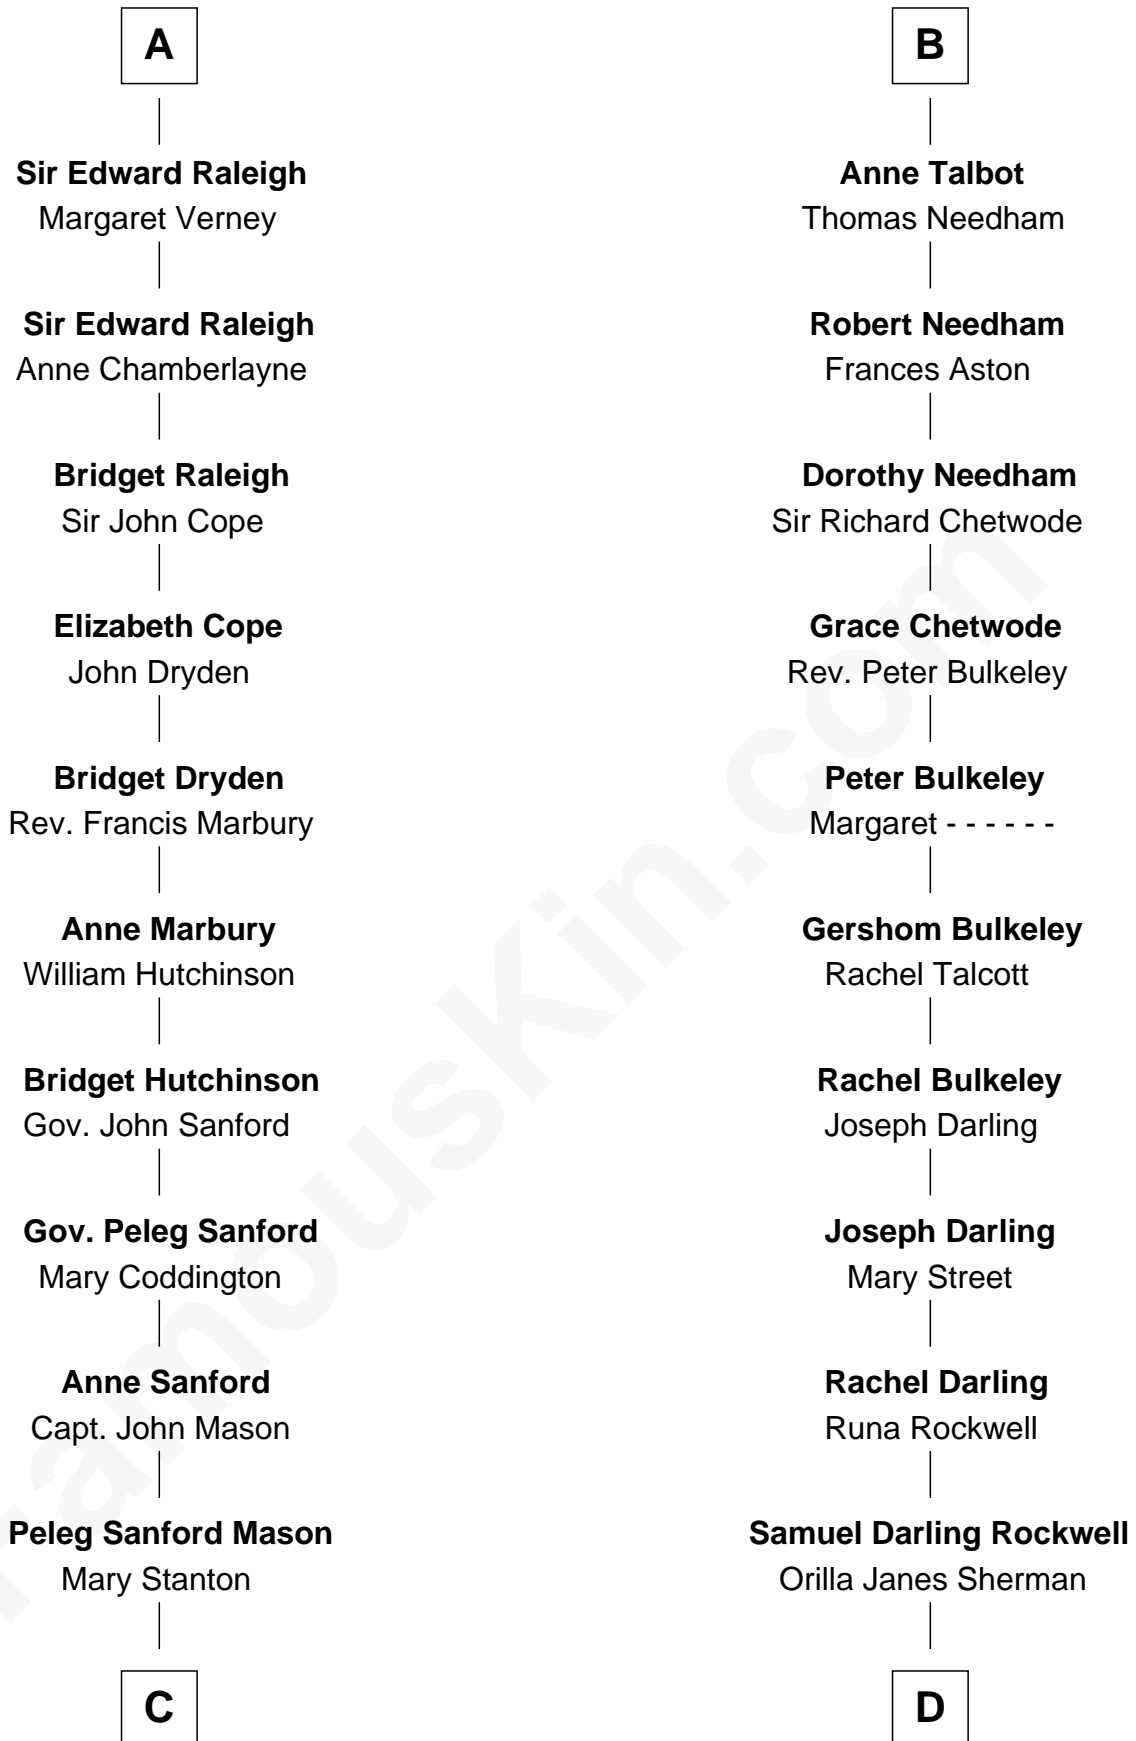 A
Sir Edward Raleigh
Margaret Verney
Sir Edward Raleigh
Anne Chamberlayne
Bridget Raleigh
Sir John Cope
Elizabeth Cope
John Dryden
Bridget Dryden
Rev. Francis Marbury
Anne Marbury
William Hutchinson
Bridget Hutchinson
Gov. John Sanford
Gov. Peleg Sanford
Mary Coddington
Anne Sanford
Capt. John Mason
Peleg Sanford Mason
Mary Stanton
C
B
Anne Talbot
Thomas Needham
Robert Needham
Frances Aston
Dorothy Needham
Sir Richard Chetwode
Grace Chetwode
Rev. Peter Bulkeley
Peter Bulkeley
Margaret - - - - - -
Gershom Bulkeley
Rachel Talcott
Rachel Bulkeley
Joseph Darling
Joseph Darling
Mary Street
Rachel Darling
Runa Rockwell
Samuel Darling Rockwell
Orilla Janes Sherman
D
FamousKin.com